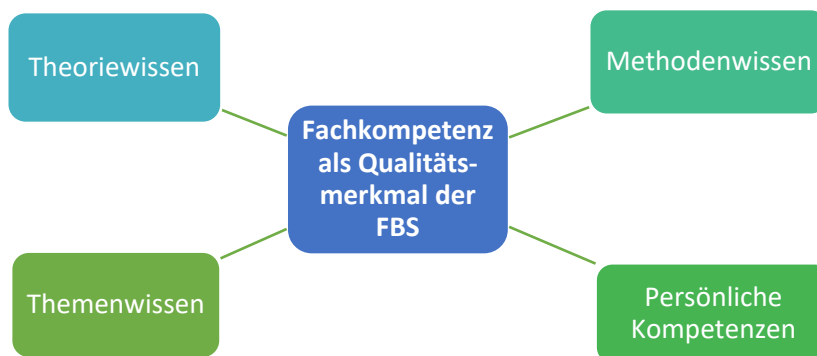 Theoriewissen
Methodenwissen
Fachkompetenz
als Qualitäts-
merkmal der
FBS
Themenwissen
Persönliche
Kompetenzen